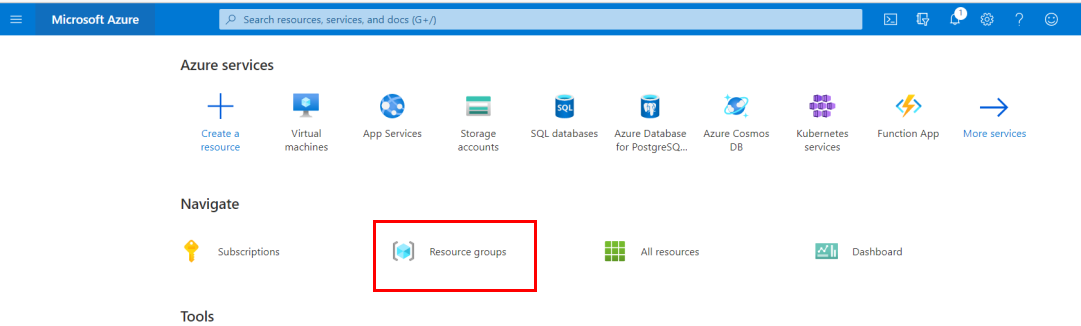 Microsoft Azure
Search resources, services, and docs (G+/)
1
Azure services
Create a resource
Virtual machines
App Services
Storage accounts
SQL
SQL databases
Azure Database for PostgreSQ...
Azure Cosmos DB
Kubernetes services
Function App
More services
Navigate
Subscriptions
Resource groups
All resources
Dashboard
Tools